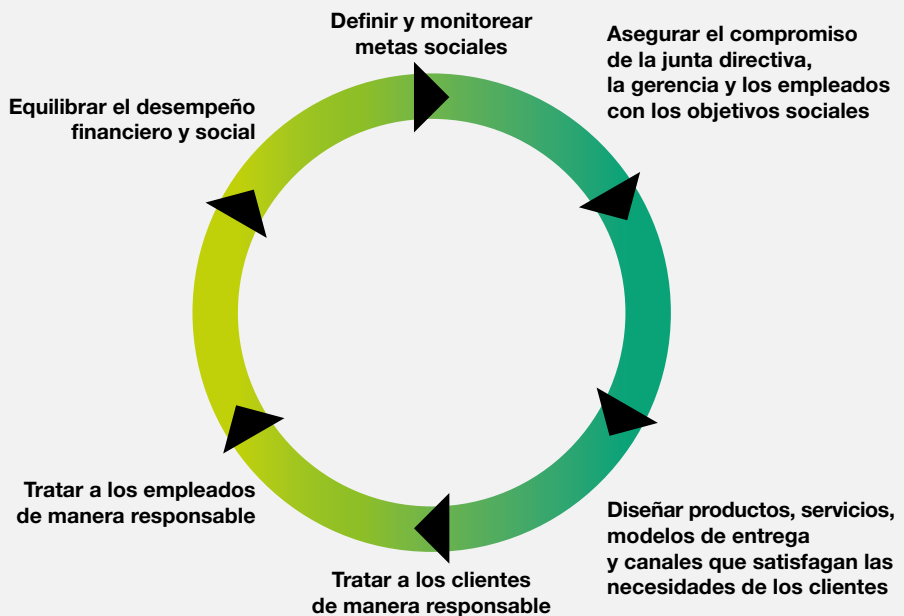 Definir y monitorear
metas sociales
Asegurar el compromiso
de la junta directiva,
la gerencia y los empleados
con los objetivos sociales
Diseñar productos, servicios,
modelos de entrega
y canales que satisfagan las
necesidades de los clientes
Tratar a los clientes
de manera responsable
Tratar a los empleados
de manera responsable
Equilibrar el desempeño
financiero y social